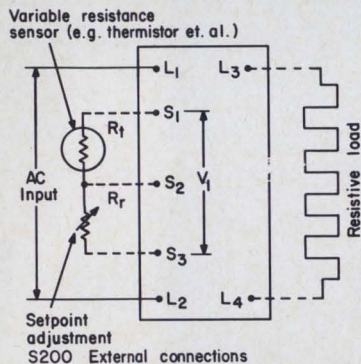 Variable resistance
sensor (e.g. thermistor et. al.)
L1
L3
S1
Rt
AC
Input
S2
V1
Rr
S3
L2
L4
Resistive load
Setpoint
adjustment
S200 External connections